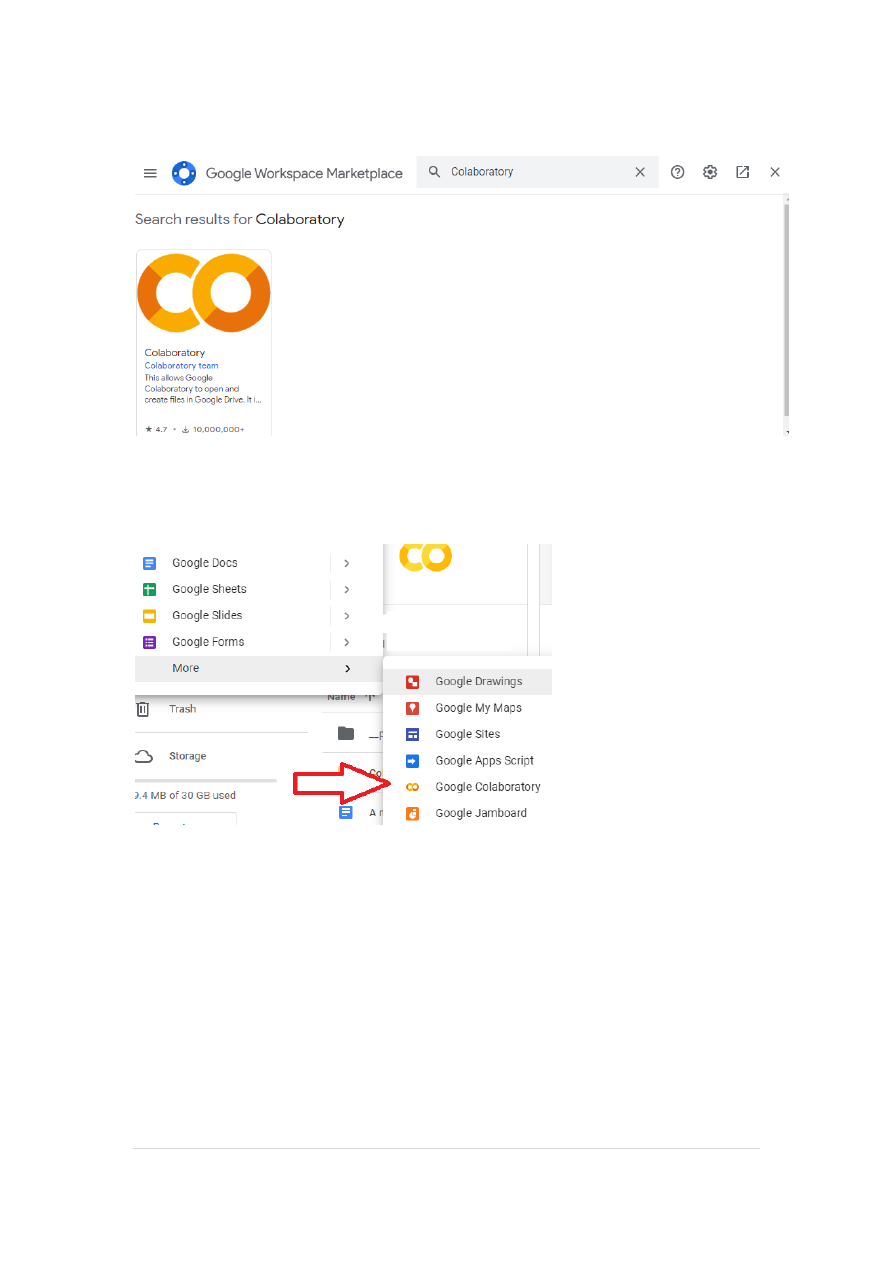 Google Workspace Marketplace
Colaboratory
Search results for Colaboratory
Colaboratory
Colaboratory team
This allows Google
Colaboratory to open and
create files in Google Drive. It i...
4.7 • 10,000,000+
Google Docs
Google Sheets
Google Slides
Google Forms
More
Google Drawings
Name
Google My Maps
Trash
Google Sites
Storage
Google Apps Script
Co
Google Colaboratory
9.4 MB of 30 GB used
A
Google Jamboard